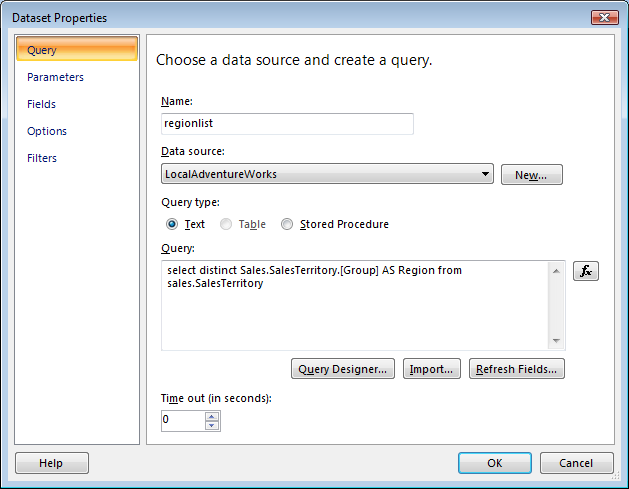 Dataset Properties
Query
Parameters
Fields
Options
Filters
Choose a data source and create a query.
Name:
regionlist
Data source:
LocalAdventureWorks
New...
Query type:
Text
Table
Stored Procedure
Query:
select distinct Sales.SalesTerritory.[Group] AS Region from
sales.SalesTerritory
fx
Query Designer...
Import...
Refresh Fields...
Time out (in seconds):
0
Help
OK
Cancel